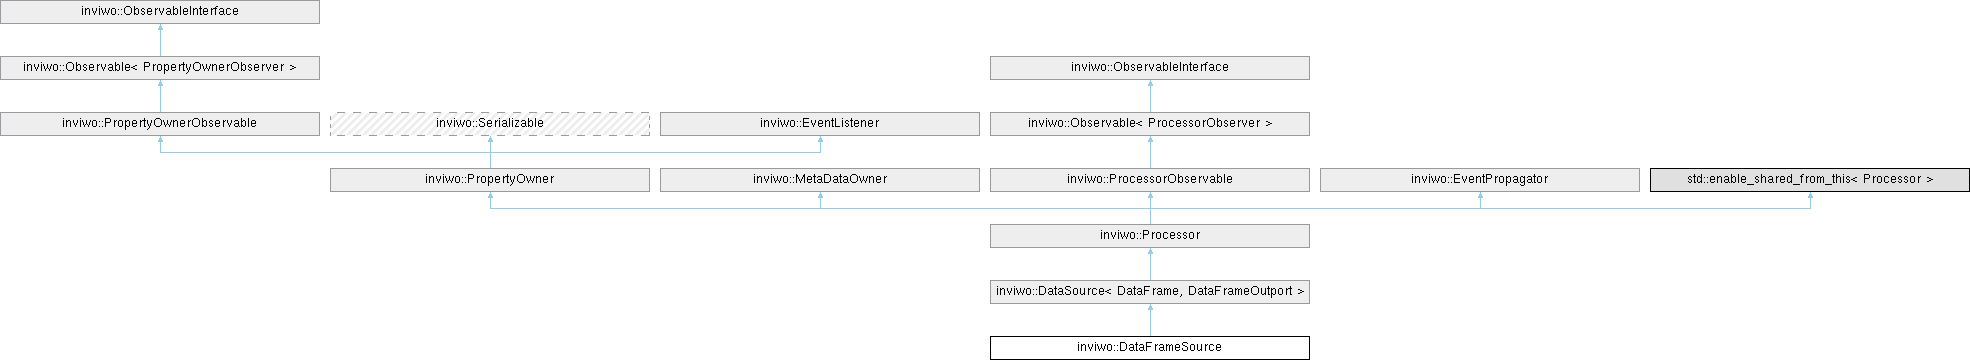 inviwo::ObservableInterface
inviwo::Observable< PropertyOwnerObserver >
inviwo::ObservableInterface
inviwo::PropertyOwnerObservable
inviwo::Serializable
inviwo::EventListener
inviwo::Observable< ProcessorObserver >
inviwo::PropertyOwner
inviwo::MetaDataOwner
inviwo::ProcessorObservable
inviwo::EventPropagator
std::enable_shared_from_this< Processor >
inviwo::Processor
inviwo::DataSource< DataFrame, DataFrameOutport >
inviwo::DataFrameSource